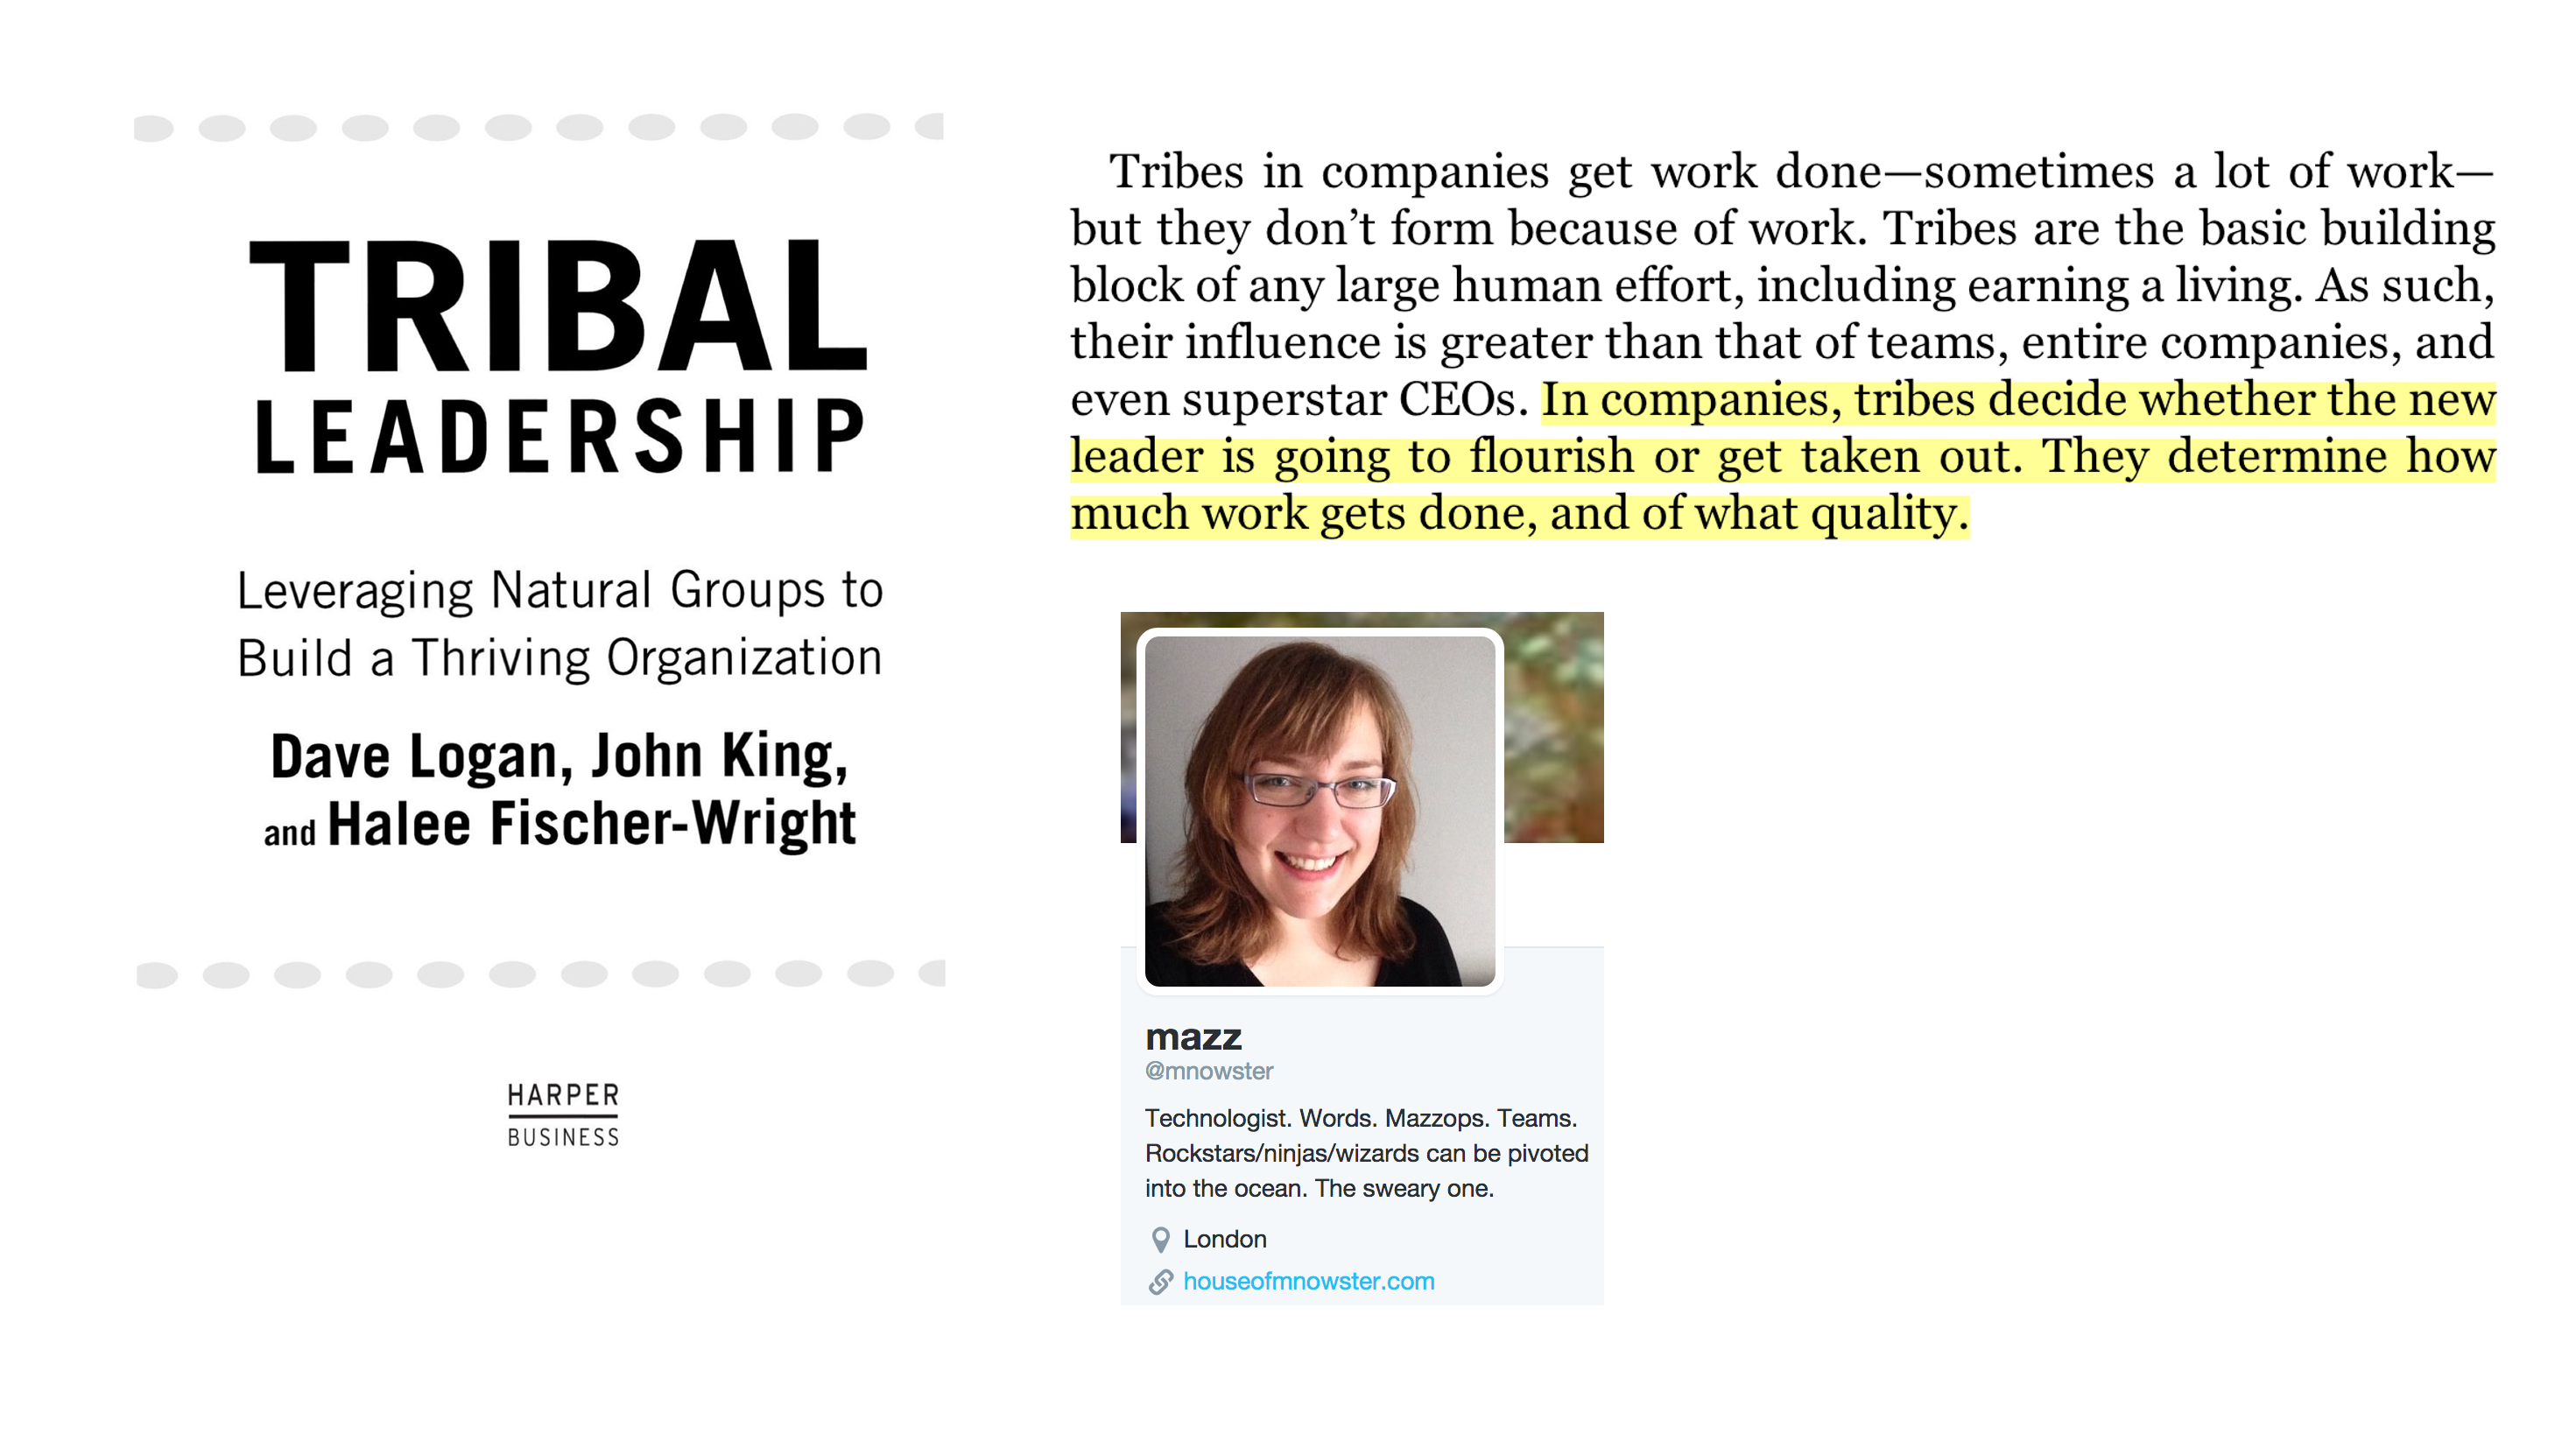 TRIBAL
LEADERSHIP
Leveraging Natural Groups to
Build a Thriving Organization
Dave Logan, John King,
and Halee Fischer-Wright
HARPER
BUSINESS
Tribes in companies get work done—sometimes a lot of work—
but they don’t form because of work. Tribes are the basic building
block of any large human effort, including earning a living. As such,
their influence is greater than that of teams, entire companies, and
even superstar CEOs. In companies, tribes decide whether the new
leader is going to flourish or get taken out. They determine how
much work gets done, and of what quality.
mazz
@mnowster
Technologist. Words. Mazzops. Teams.
Rockstars/ninjas/wizards can be pivoted
into the ocean. The sweary one.
London
houseofmnowster.com